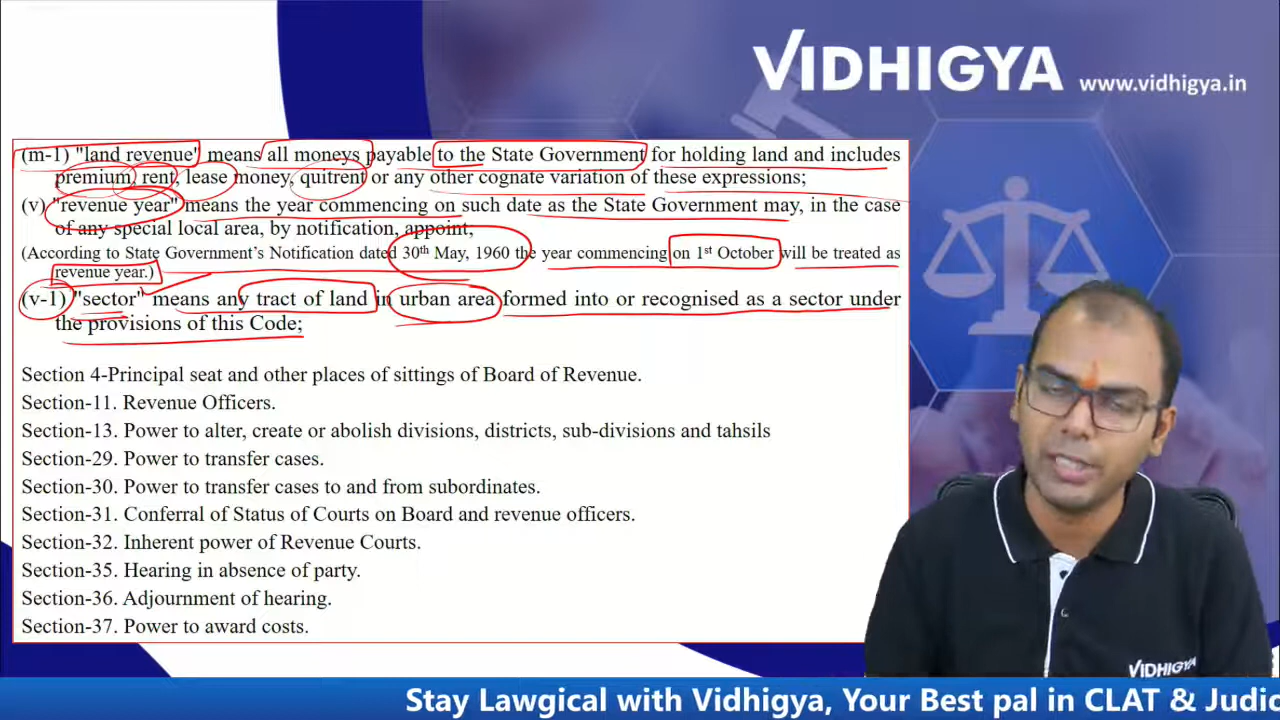 VIDHIGYA www.vidhigya.in
(m-1) "land revenue" means all moneys payable to the State Government for holding land and includes
premium, rent, lease money, quitrent or any other cognate variation of these expressions;
(v) "revenue year" means the year commencing on such date as the State Government may, in the case
of any special local area, by notification, appoint;
(According to State Government's Notification dated 30th May, 1960 the year commencing on 1st October will be treated as
revenue year.)
(v-1) "sector" means any tract of land in urban area formed into or recognised as a sector under
the provisions of this Code;
Section 4-Principal seat and other places of sittings of Board of Revenue.
Section-11. Revenue Officers.
Section-13. Power to alter, create or abolish divisions, districts, sub-divisions and tahsils
Section-29. Power to transfer cases.
Section-30. Power to transfer cases to and from subordinates.
Section-31. Conferral of Status of Courts on Board and revenue officers.
Section-32. Inherent power of Revenue Courts.
Section-35. Hearing in absence of party.
Section-36. Adjournment of hearing.
Section-37. Power to award costs.
VIDHIGYA
Stay Lawgical with Vidhigya, Your Best pal in CLAT & Judic